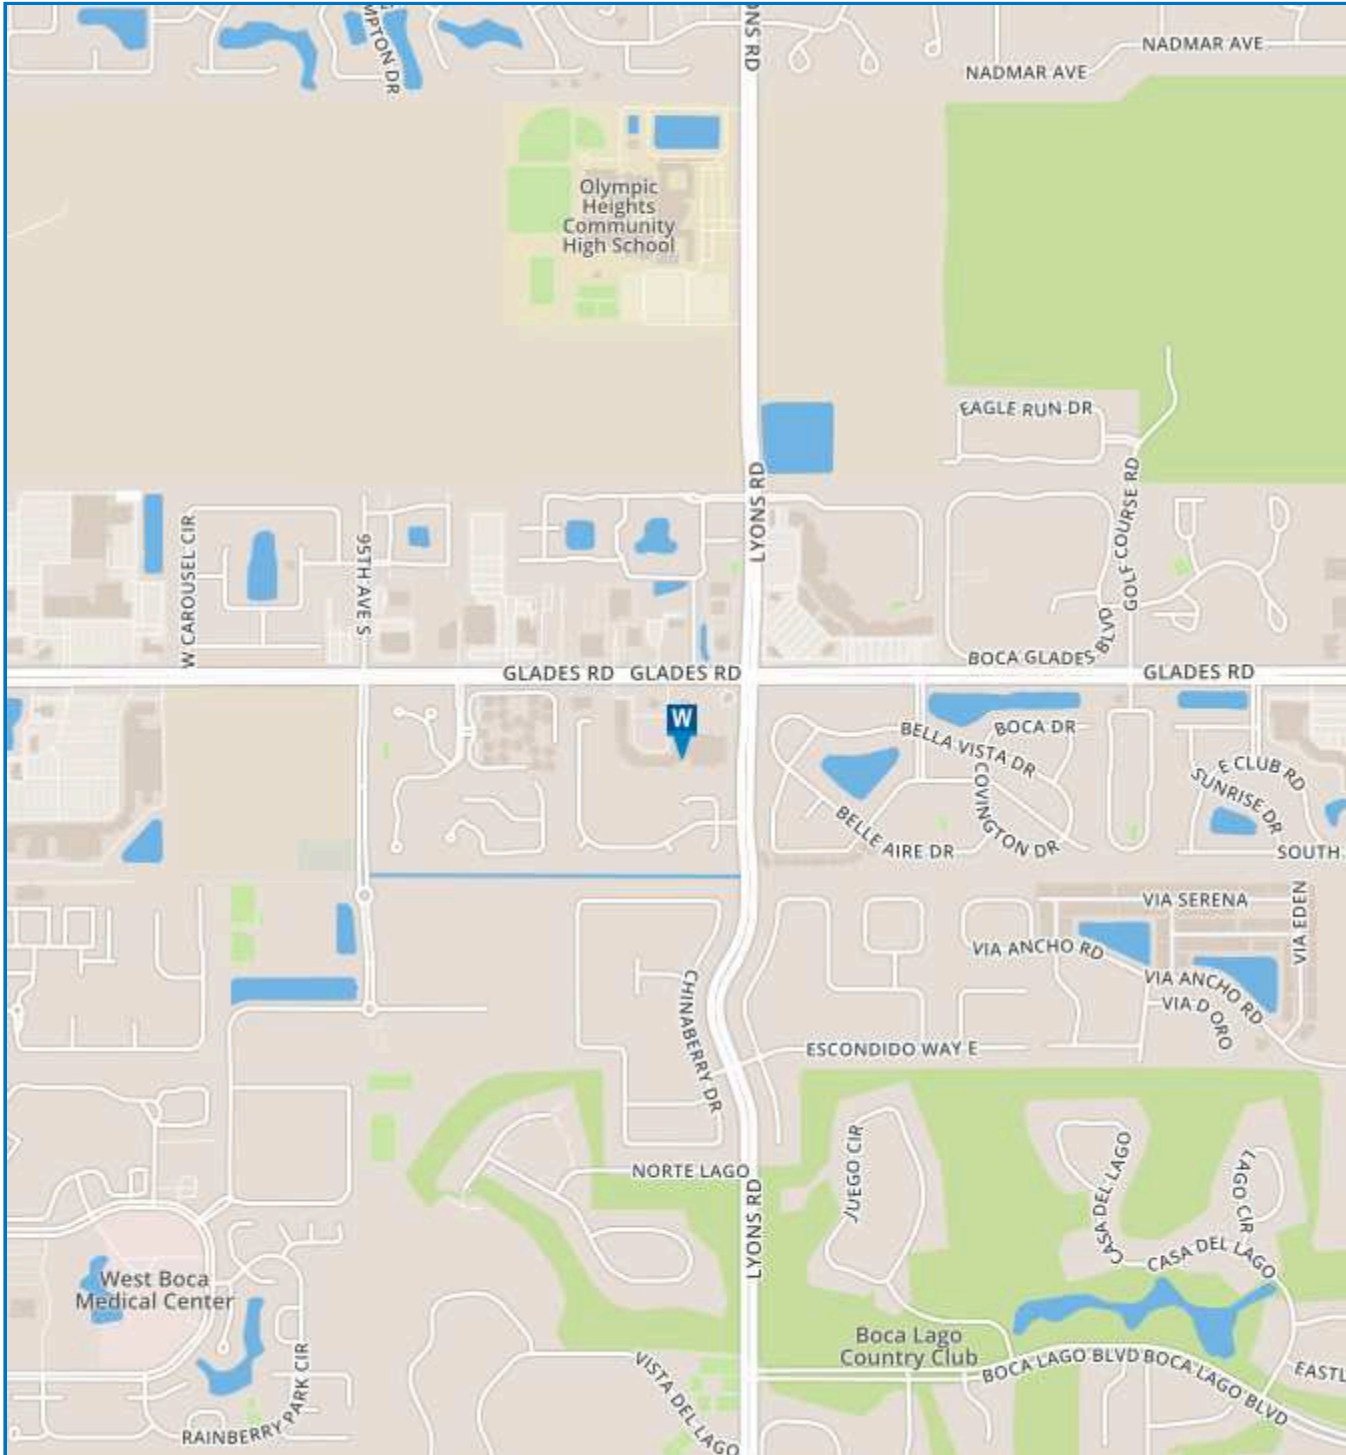 MPTON DR
ONS RD
NADMAR AVE
NADMAR AVE
Olympic
Heights
Community
High School
EAGLE RUN DR
LYONS RD
GOLF COURSE RD
W CAROUSEL CIR
95TH AVE S
BOCA GLADES BLVD
GLADES RD
GLADES RD
GLADES RD
W
BOCA DR
BELLA VISTA DR
COVINGTON DR
E CLUB RD
SUNRISE DR
BELLE AIRE DR
SOUTH
VIA SERENA
VIA EDEN
VIA ANCHO RD
VIA ANCHO RD
VIA D ORO
CHINABERRY DR
ESCONDIDO WAY E
JUEGO CIR
CASA DEL LAGO
LAGO CIR
NORTE LAGO
LYONS RD
CASA DEL LAGO
West Boca
Medical Center
Boca Lago
Country Club
BOCA LAGO BLVD
BOCA LAGO BLVD
EASTL
VISTA DEL LAGO
RAINBERRY PARK CIR